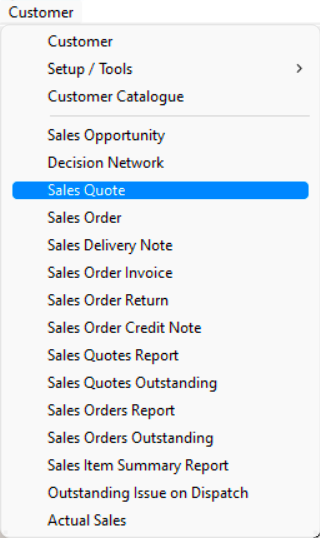 Customer
Customer
Setup / Tools
Customer Catalogue
Sales Opportunity
Decision Network
Sales Quote
Sales Order
Sales Delivery Note
Sales Order Invoice
Sales Order Return
Sales Order Credit Note
Sales Quotes Report
Sales Quotes Outstanding
Sales Orders Report
Sales Orders Outstanding
Sales Item Summary Report
Outstanding Issue on Dispatch
Actual Sales